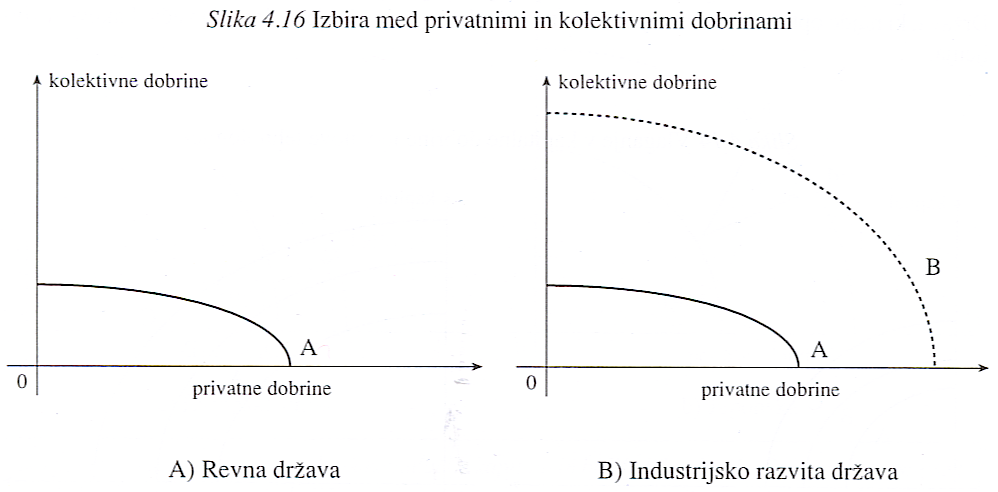 Slika 4.16 Izbira med privatnimi in kolektivnimi dobrinami
kolektivne dobrine
A
0
privatne dobrine
A) Revna država
kolektivne dobrine
B
A
0
privatne dobrine
B) Industrijsko razvita država